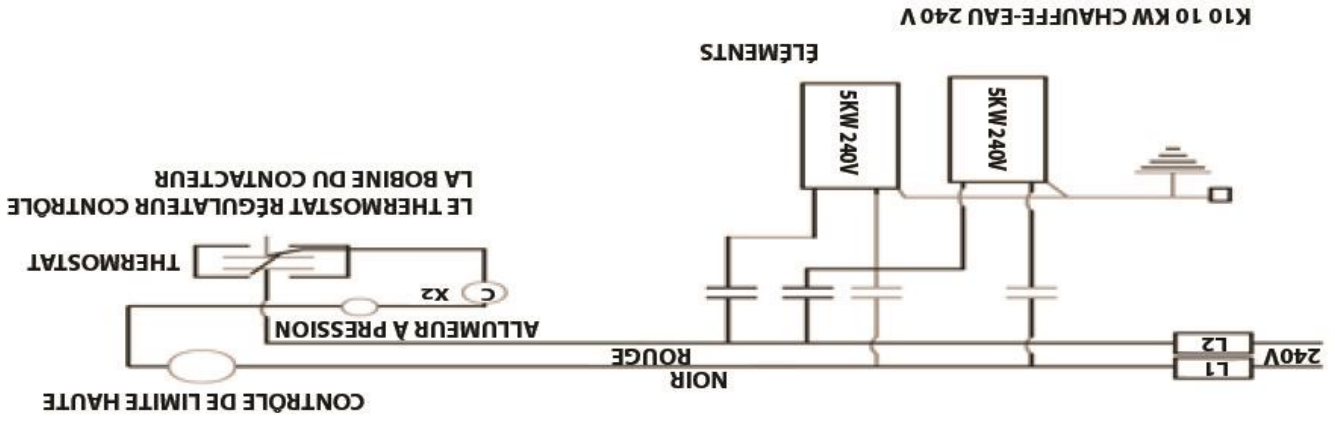 CONTRÔLE DE LIMITE HAUTE
240V
L1
L2
NOIR
ROUGE
ALLUMEUR À PRESSION
C X2
THERMOSTAT
LE THERMOSTAT RÉGULATEUR CONTRÔLE
LA BOBINE DU CONTACTEUR
5KW 240V
5KW 240V
ÉLÉMENTS
K10 10 KW CHAUFFE-EAU 240 V